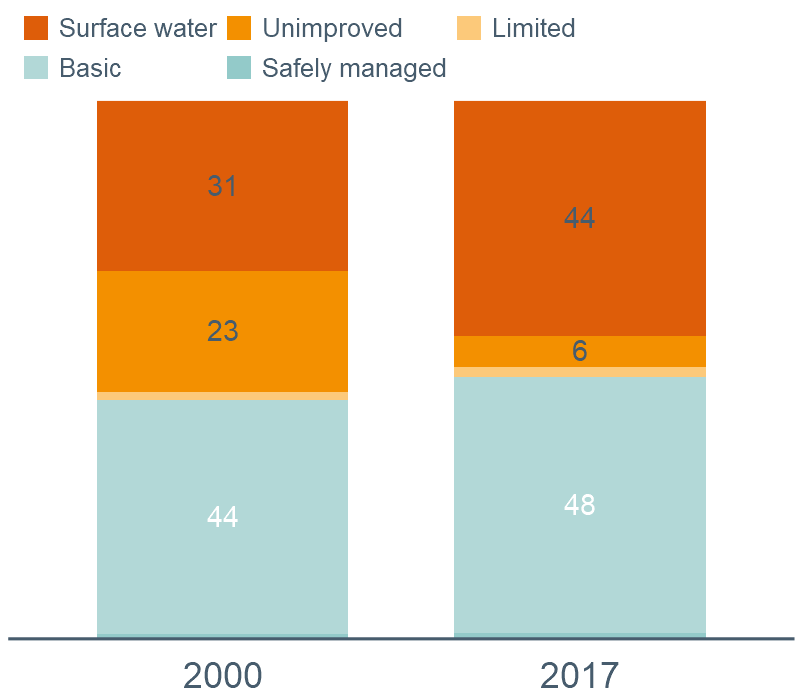 Surface water Unimproved Limited
Basic Safely managed
31 44
23 6
44 48
2000 2017